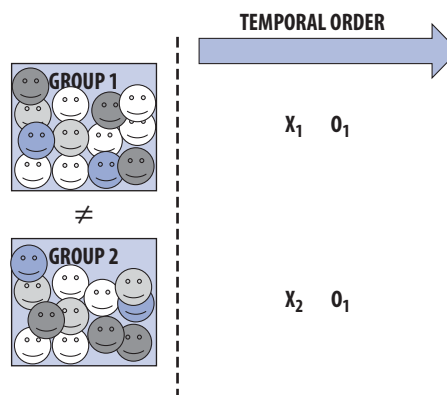 TEMPORAL ORDER
GROUP 1
X₁ O₁
≠
GROUP 2
X₂ O₁